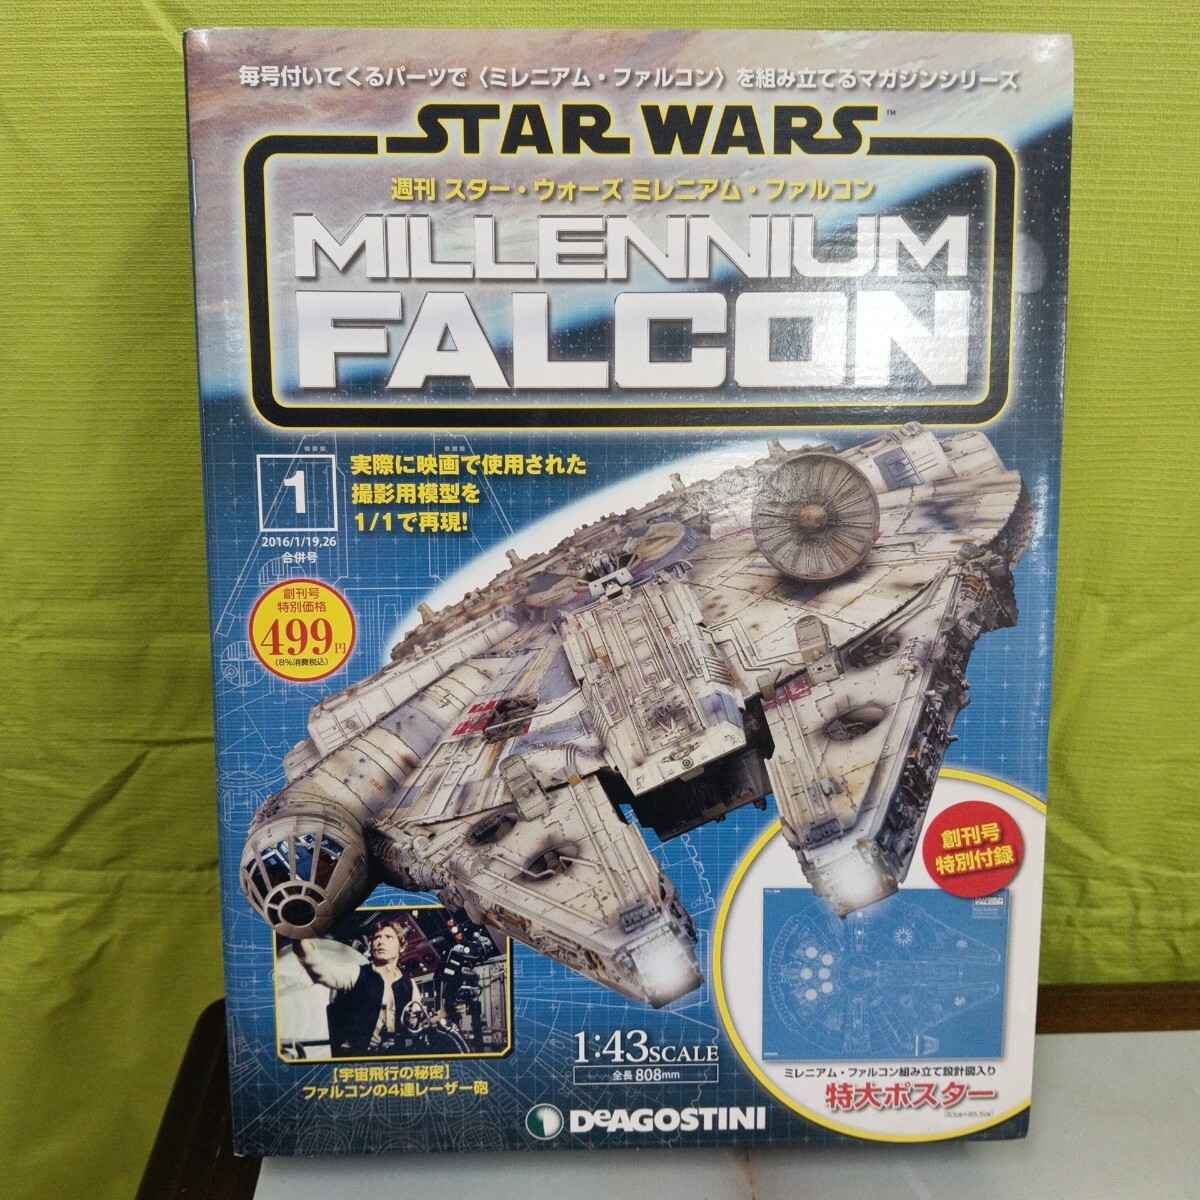 毎号付いてくるパーツで〈ミレニアム・ファルコン〉を組み立てるマガジンシリーズ
STAR WARS™
週刊 スター・ウォーズ ミレニアム・ファルコン
MILLENNIUM
FALCON
1
2016/1/19,26
合併号
実際に映画で使用された
撮影用模型を
1/1で再現!
創刊号
特別価格
499円
(8%消費税込)
創刊号
特別付録
FALCON
【宇宙飛行の秘密】
ファルコンの4連レーザー砲
1:43SCALE
全長808mm
ミレニアム・ファルコン組み立て設計図入り
特大ポスター
DeAGOSTINI